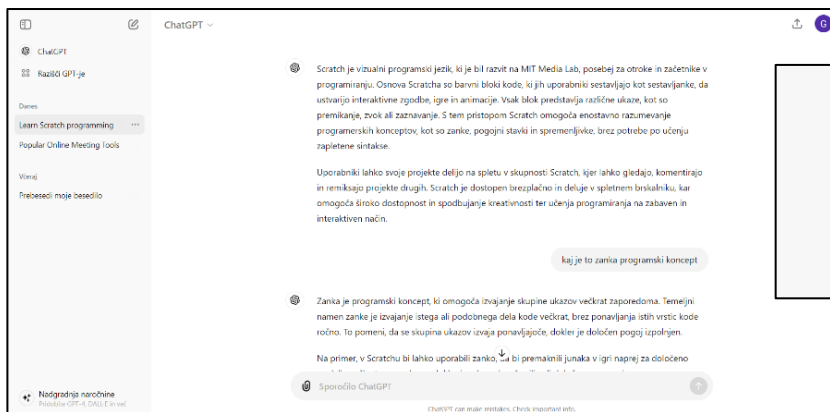 ChatGPT
G
ChatGPT
Razišči GPT-je
Danes
Learn Scratch programming ...
Popular Online Meeting Tools
Včeraj
Prebesedi moje besedilo
Nadgradnja naročnine
Pridobite GPT-4, DALL·E in več
Scratch je vizualni programski jezik, ki je bil razvit na MIT Media Lab, posebej za otroke in začetnike v
programiranju. Osnova Scratcha so barvni bloki kode, ki jih uporabniki sestavljajo kot sestavljanke, da
ustvarijo interaktivne zgodbe, igre in animacije. Vsak blok predstavlja različne ukaze, kot so
premikanje, zvok ali zaznavanje. S tem pristopom Scratch omogoča enostavno razumevanje
programerskih konceptov, kot so zanke, pogojni stavki in spremenljivke, brez potrebe po učenju
zapletene sintakse.
Uporabniki lahko svoje projekte delijo na spletu v skupnosti Scratch, kjer lahko gledajo, komentirajo
in remiksajo projekte drugih. Scratch je dostopen brezplačno in deluje v spletnem brskalniku, kar
omogoča široko dostopnost in spodbujanje kreativnosti ter učenja programiranja na zabaven in
interaktiven način.
kaj je to zanka programski koncept
Zanka je programski koncept, ki omogoča izvajanje skupine ukazov večkrat zaporedoma. Temeljni
namen zanke je izvajanje istega ali podobnega dela kode večkrat, brez ponavljanja istih vrstic kode
ročno. To pomeni, da se skupina ukazov izvaja ponavljajoče, dokler je določen pogoj izpolnjen.
Na primer, v Scratchu bi lahko uporabili zanko, bi premaknili junaka v igri naprej za določeno
Sporočilo ChatGPT
ChatGPT can make mistakes. Check important info.